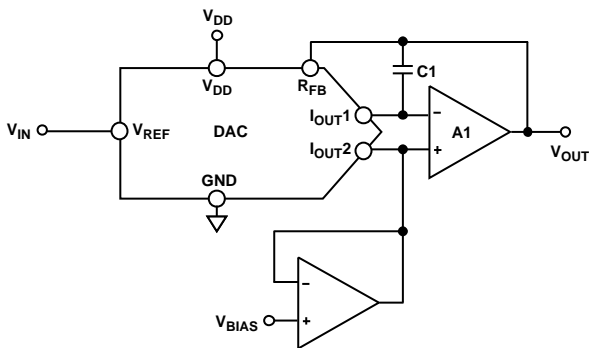 VDD
VDD
RFB
C1
IOUT1
VIN
VREF
DAC
−
A1
IOUT2
+
VOUT
GND
−
VBIAS
+